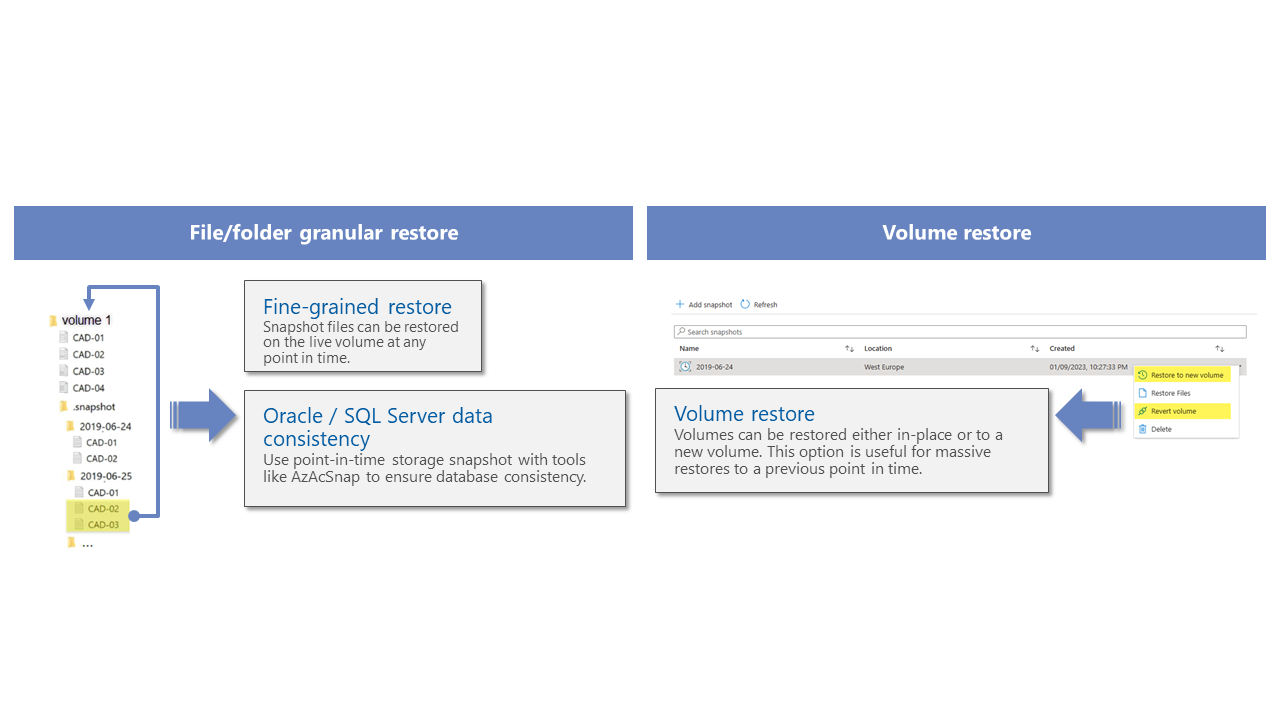 File/folder granular restore
volume 1
CAD-01
CAD-02
CAD-03
CAD-04
.snapshot
2019-06-24
CAD-01
CAD-02
2019-06-25
CAD-01
CAD-02
CAD-03
...
Fine-grained restore
Snapshot files can be restored
on the live volume at any
point in time.
Oracle / SQL Server data
consistency
Use point-in-time storage snapshot with tools
like AzAcSnap to ensure database consistency.
Volume restore
Add snapshot Refresh
Search snapshots
Name Location Created
2019-06-24 West Europe 01/09/2023, 10:27:33 PM
Restore to new volume
Restore Files
Revert volume
Delete
Volume restore
Volumes can be restored either in-place or to a
new volume. This option is useful for massive
restores to a previous point in time.